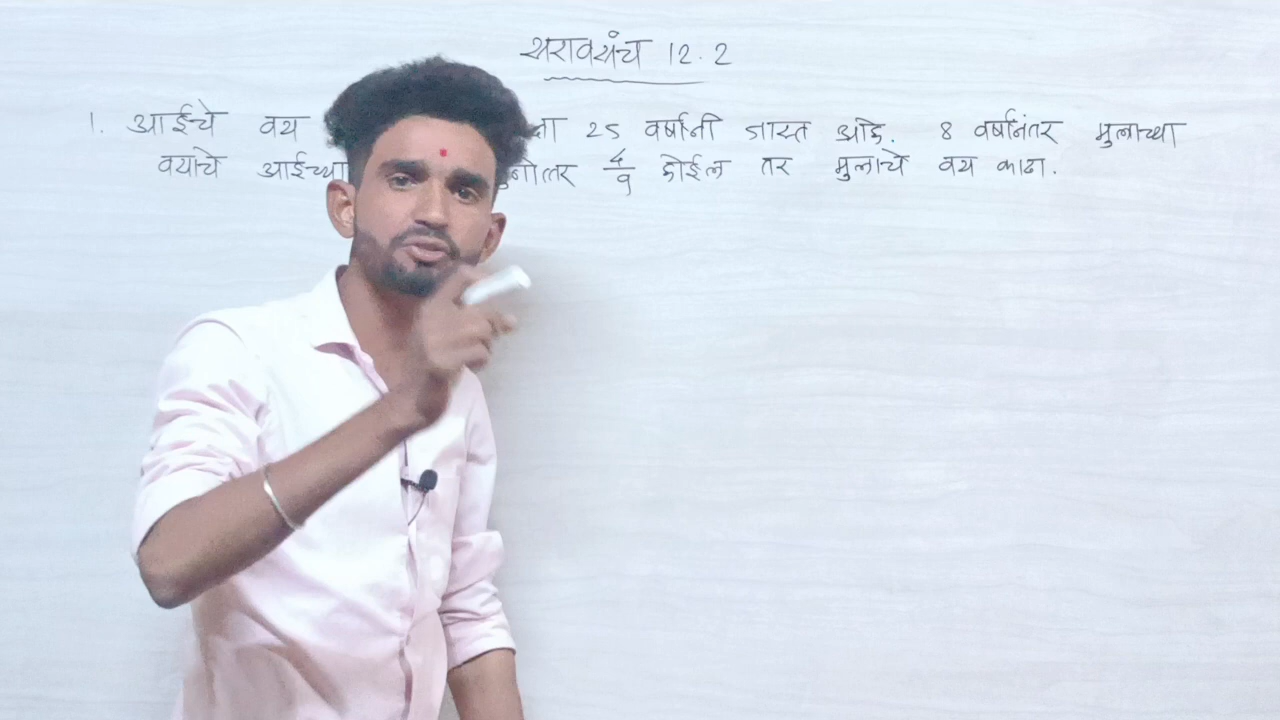 सरावसंच 12.2
1. आईचे वय 25 वर्षांनी जास्त आहे. 8 वर्षांनंतर मुलाच्या
वयाचे आईच्या 4/9 होईल तर मुलाचे वय काढा.